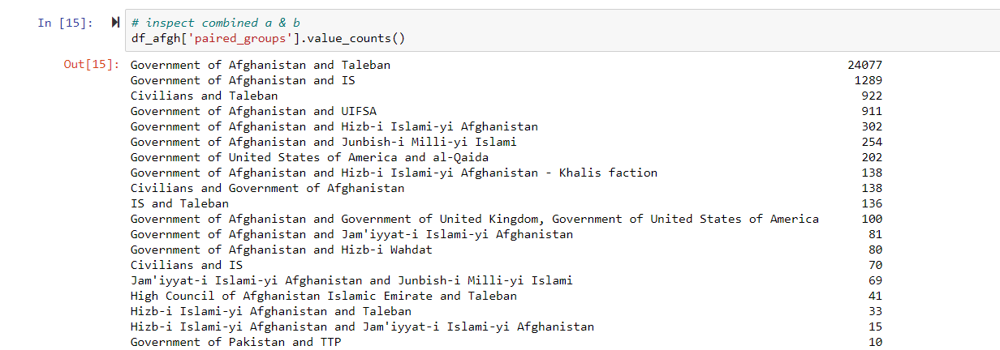 In [15]: # inspect combined a & b
df_afgh['paired_groups'].value_counts()
Out[15]: Government of Afghanistan and Taleban 24077
Government of Afghanistan and IS 1289
Civilians and Taleban 922
Government of Afghanistan and UIFSA 911
Government of Afghanistan and Hizb-i Islami-yi Afghanistan 302
Government of Afghanistan and Junbish-i Milli-yi Islami 254
Government of United States of America and al-Qaida 202
Government of Afghanistan and Hizb-i Islami-yi Afghanistan - Khalis faction 138
Civilians and Government of Afghanistan 138
IS and Taleban 136
Government of Afghanistan and Government of United Kingdom, Government of United States of America 100
Government of Afghanistan and Jam'iyyat-i Islami-yi Afghanistan 81
Government of Afghanistan and Hizb-i Wahdat 80
Civilians and IS 70
Jam'iyyat-i Islami-yi Afghanistan and Junbish-i Milli-yi Islami 69
High Council of Afghanistan Islamic Emirate and Taleban 41
Hizb-i Islami-yi Afghanistan and Taleban 33
Hizb-i Islami-yi Afghanistan and Jam'iyyat-i Islami-yi Afghanistan 15
Government of Pakistan and TTP 10